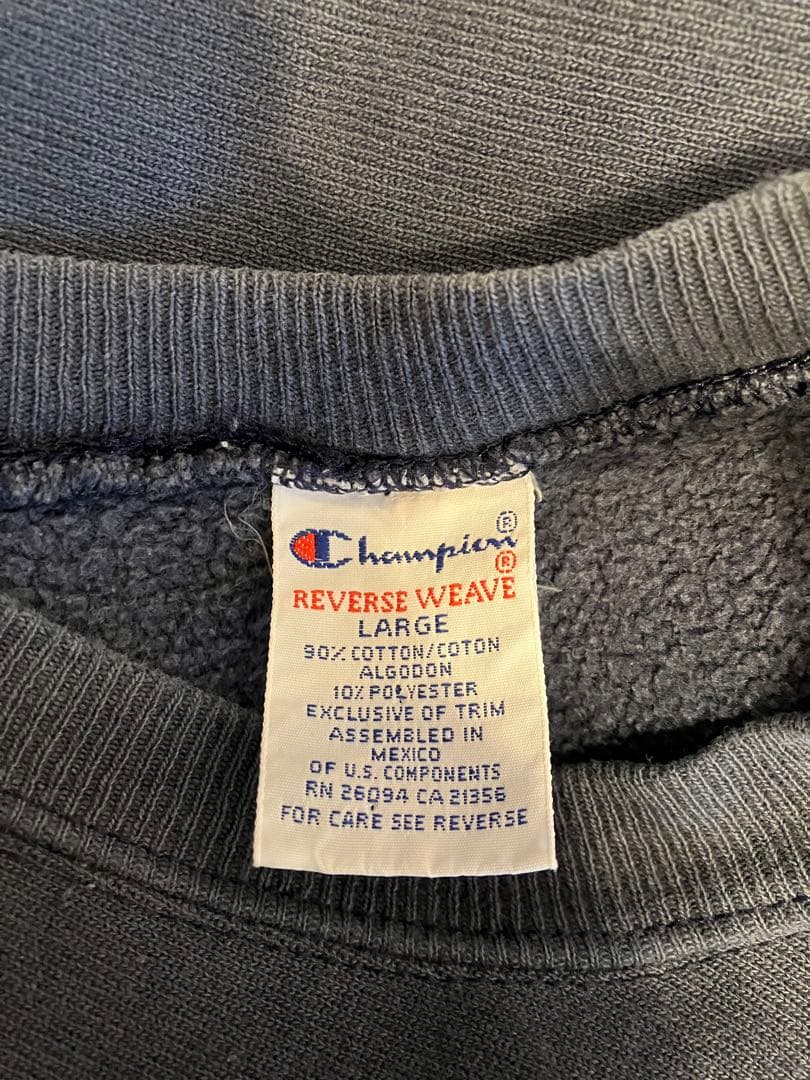 Champion®
REVERSE WEAVE®
LARGE
90% COTTON/COTON
ALGODON
10% POLYESTER
EXCLUSIVE OF TRIM
ASSEMBLED IN
MEXICO
OF U.S. COMPONENTS
RN 26094 CA 21356
FOR CARE SEE REVERSE